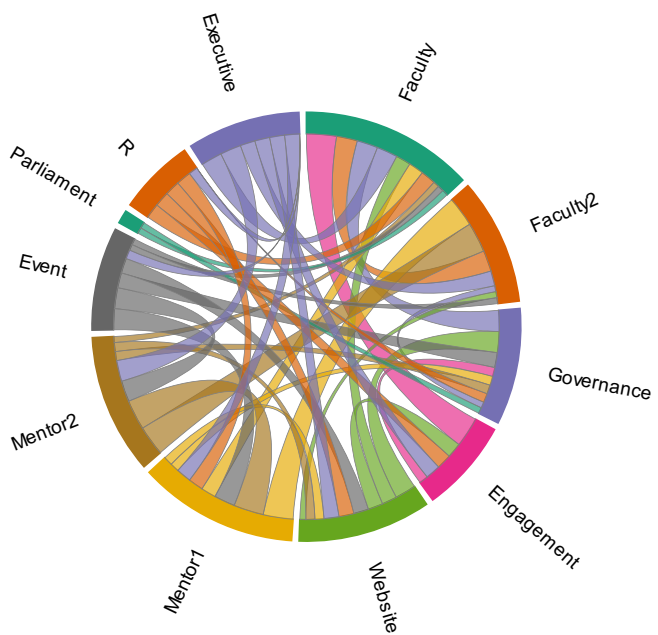 Executive
Faculty
R
Parliament
Faculty2
Event
Governance
Mentor2
Engagement
Mentor1
Website